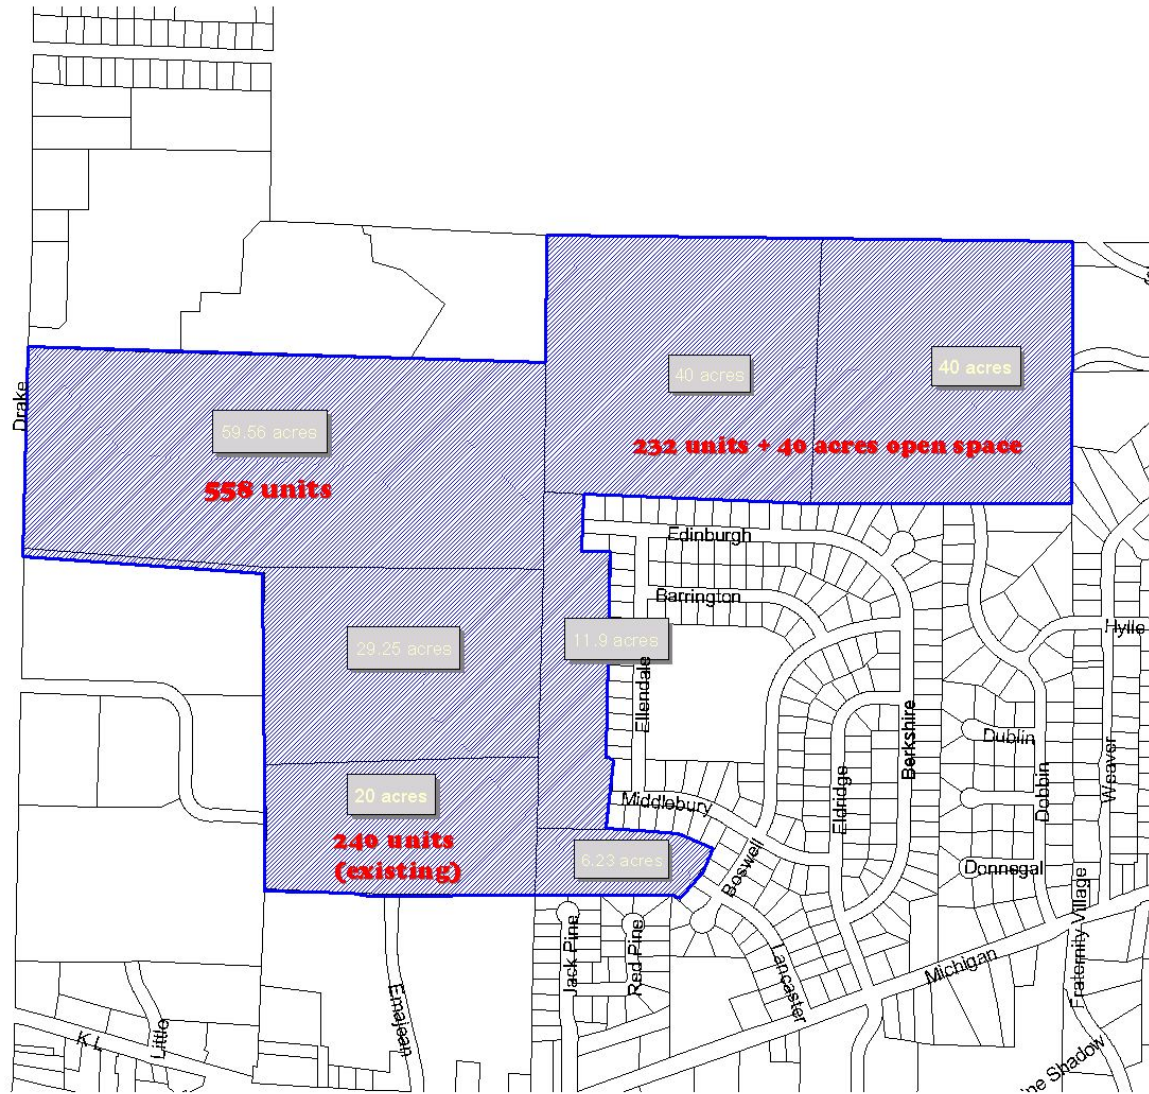 Drake
40 acres
40 acres
59.56 acres
232 units + 40 acres open space
558 units
Edinburgh
Barrington
11.9 acres
Hylle
29.25 acres
Ellendale
Berkshire
Dublin
Weaver
Dobbin
20 acres
Middlebury
Eldridge
240 units
(existing)
6.23 acres
Boswell
Donnegal
Fraternity Village
Jack Pine
Red Pine
Lancaster
Michigan
Emajean
K L
Little
ine Shadow